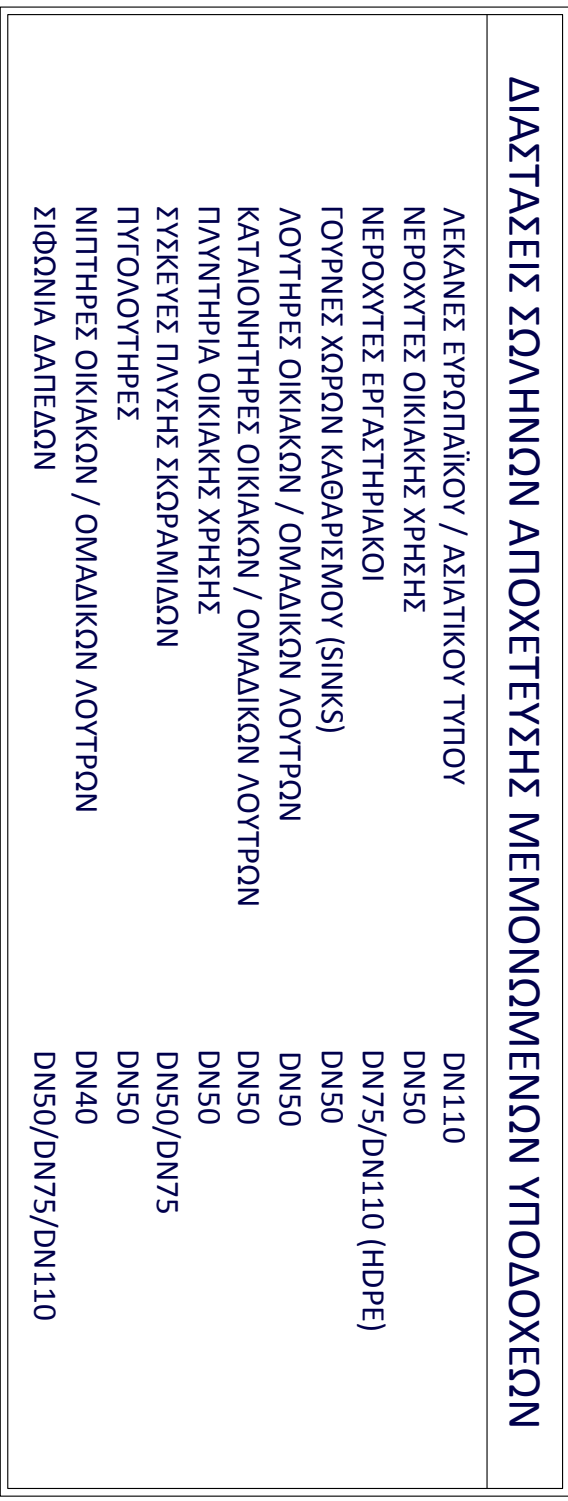 ΔΙΑΣΤΑΣΕΙΣ ΣΩΛΗΝΩΝ ΑΠΟΧΕΤΕΥΣΗΣ ΜΕΜΟΝΩΜΕΝΩΝ ΥΠΟΔΟΧΕΩΝ
ΛΕΚΑΝΕΣ ΕΥΡΩΠΑΪΚΟΥ / ΑΣΙΑΤΙΚΟΥ ΤΥΠΟΥ DN110
ΝΕΡΟΧΥΤΕΣ ΟΙΚΙΑΚΗΣ ΧΡΗΣΗΣ DN50
ΝΕΡΟΧΥΤΕΣ ΕΡΓΑΣΤΗΡΙΑΚΟΙ DN75/DN110 (HDPE)
ΓΟΥΡΝΕΣ ΧΩΡΩΝ ΚΑΘΑΡΙΣΜΟΥ (SINKS) DN50
ΛΟΥΤΗΡΕΣ ΟΙΚΙΑΚΩΝ / ΟΜΑΔΙΚΩΝ ΛΟΥΤΡΩΝ DN50
ΚΑΤΑΙΟΝΗΤΗΡΕΣ ΟΙΚΙΑΚΩΝ / ΟΜΑΔΙΚΩΝ ΛΟΥΤΡΩΝ DN50
ΠΛΥΝΤΗΡΙΑ ΟΙΚΙΑΚΗΣ ΧΡΗΣΗΣ DN50
ΣΥΣΚΕΥΕΣ ΠΛΥΣΗΣ ΣΚΩΡΑΜΙΔΩΝ DN50/DN75
ΠΥΓΟΛΟΥΤΗΡΕΣ DN50
ΝΙΠΤΗΡΕΣ ΟΙΚΙΑΚΩΝ / ΟΜΑΔΙΚΩΝ ΛΟΥΤΡΩΝ DN40
ΣΙΦΩΝΙΑ ΔΑΠΕΔΩΝ DN50/DN75/DN110